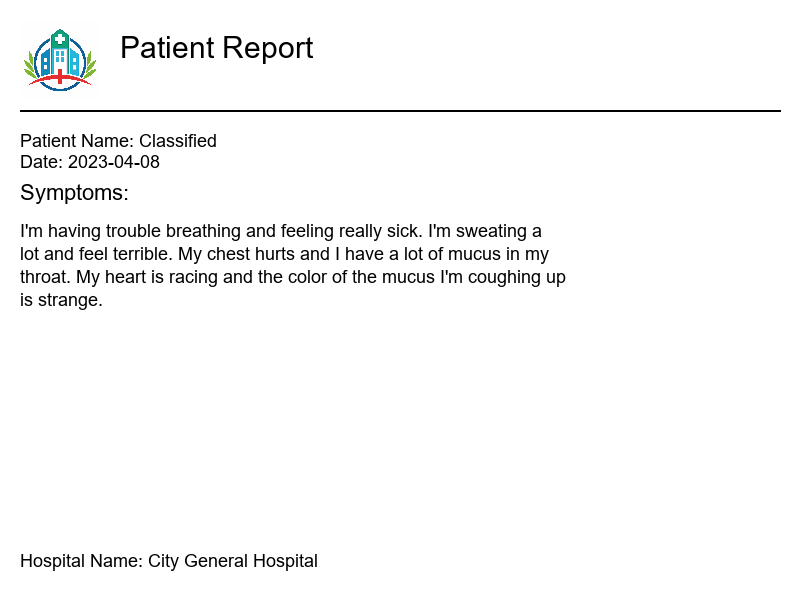 Patient Report
Patient Name: Classified
Date: 2023-04-08
Symptoms:
I'm having trouble breathing and feeling really sick. I'm sweating a
lot and feel terrible. My chest hurts and I have a lot of mucus in my
throat. My heart is racing and the color of the mucus I'm coughing up
is strange.
Hospital Name: City General Hospital